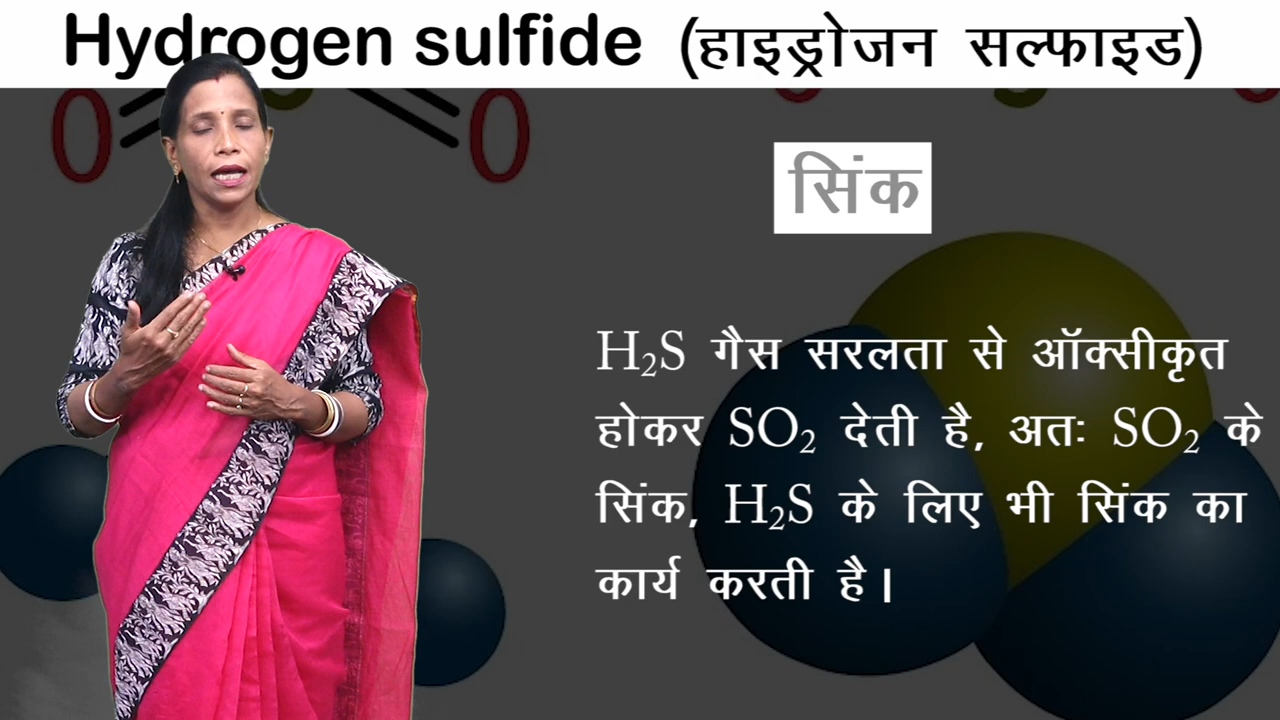 Hydrogen sulfide (हाइड्रोजन सल्फाइड)
O O
सिंक
H₂S गैस सरलता से ऑक्सीकृत
होकर SO₂ देती है, अतः SO₂ के
सिंक, H₂S के लिए भी सिंक का
कार्य करती है।